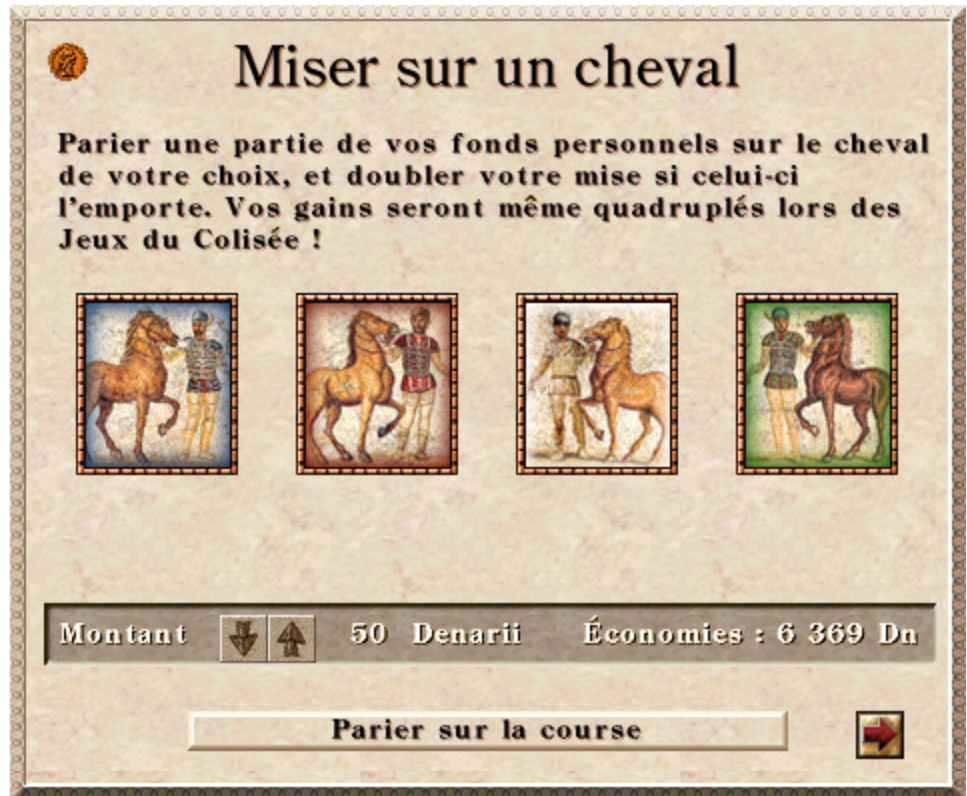 Miser sur un cheval
Parier une partie de vos fonds personnels sur le cheval
de votre choix, et doubler votre mise si celui-ci
l'emporte. Vos gains seront même quadruplés lors des
Jeux du Colisée !
Montant 50 Denarii Économies : 6 369 Dn
Parier sur la course